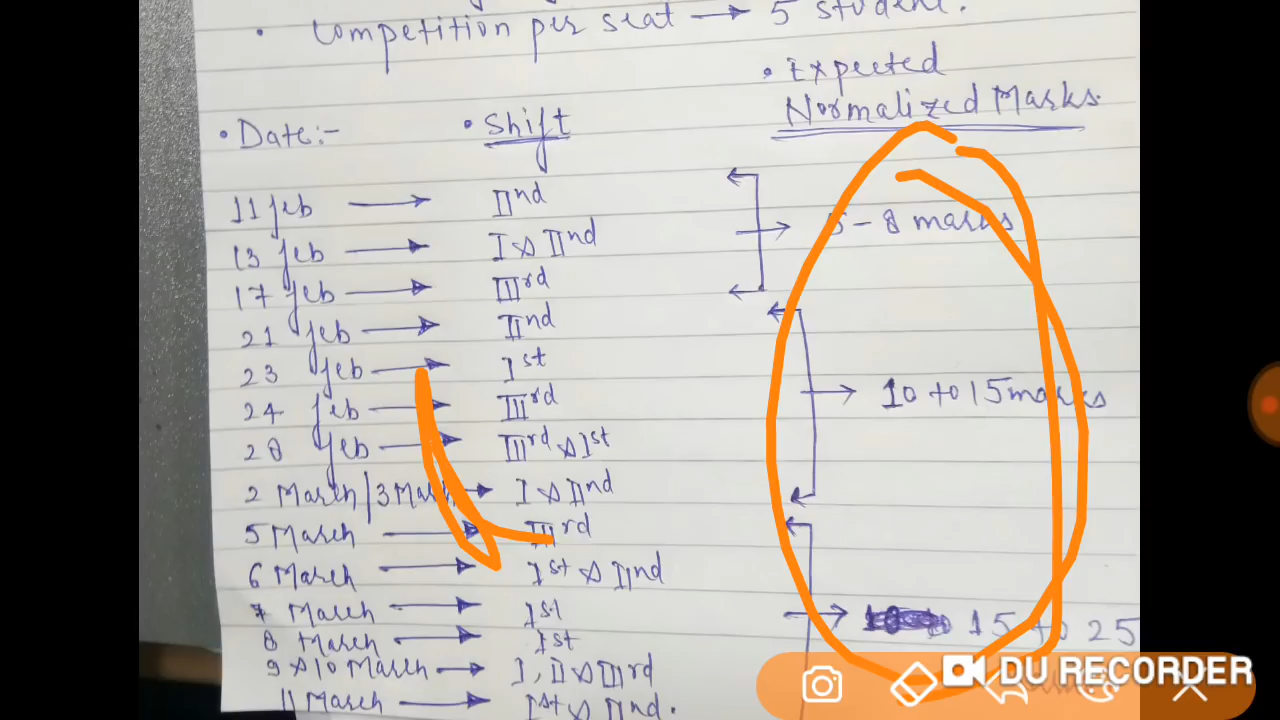 • Competition per seat → 5 student.
• Expected
Normalized Marks.
• Date:- • Shift
11 feb → IInd
13 feb → I & IInd
5 - 8 marks
17 feb → IIIrd
21 feb → IInd
23 feb → Ist
24 feb → IIIrd
10 to 15 marks
28 feb → IIIrd & Ist
2 March/3 March → I & IInd
5 March → IIIrd
6 March → Ist & IInd
7 March → Ist
15 to 25
8 March → Ist
9 & 10 March → I, II & IIIrd
11 March → Ist & IInd.
DU RECORDER